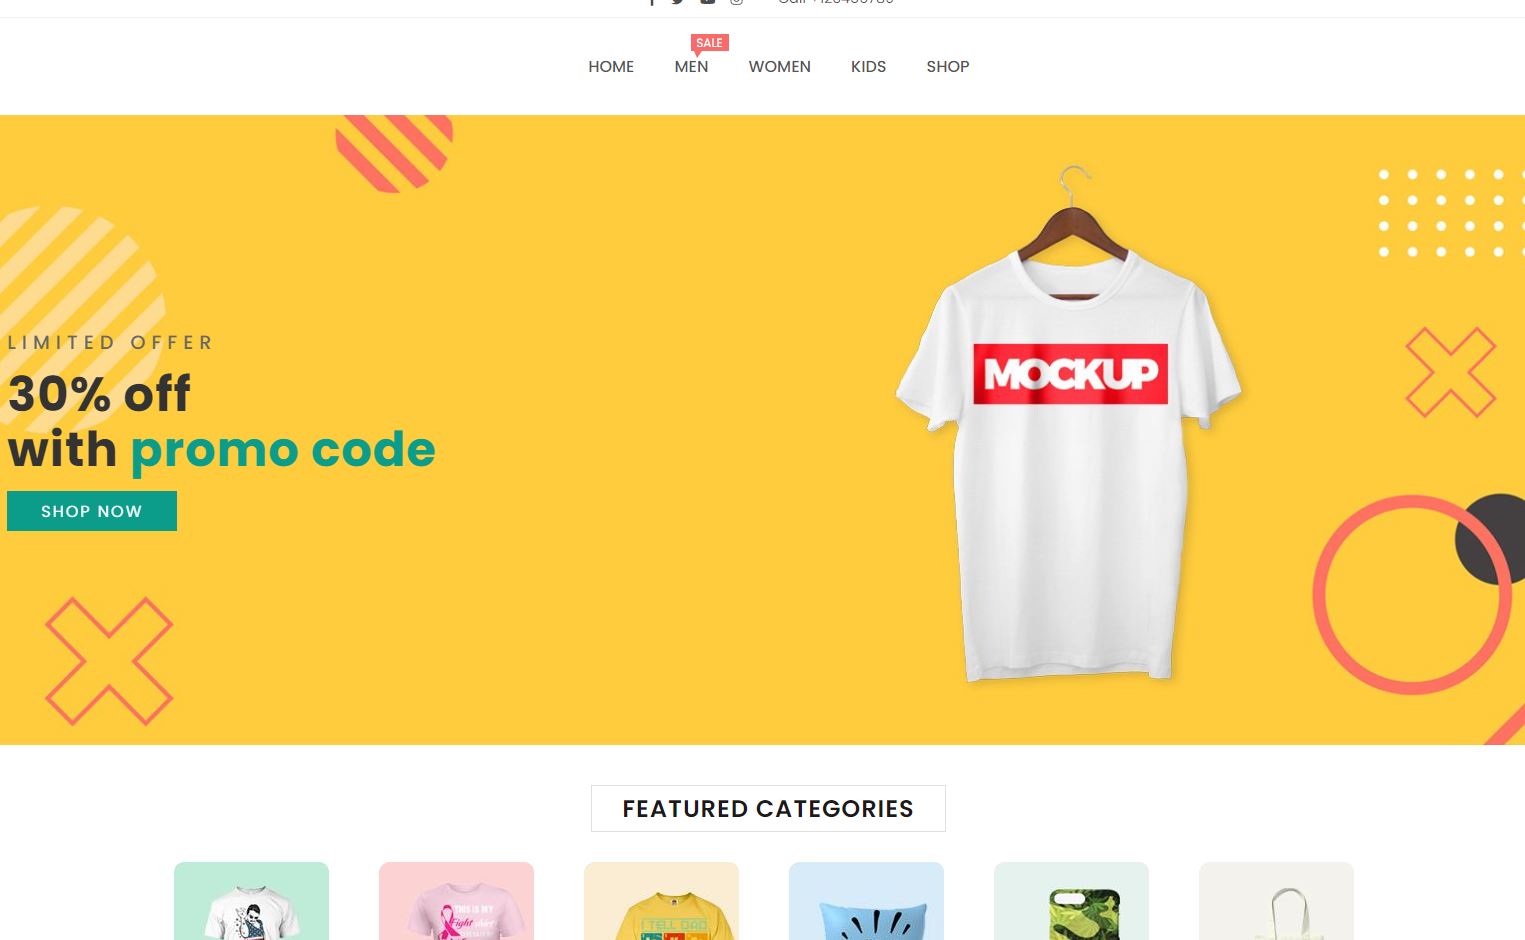 Call +123456789
SALE
HOME MEN WOMEN KIDS SHOP
LIMITED OFFER
30% off
with promo code
SHOP NOW
MOCKUP
FEATURED CATEGORIES
THIS IS MY
Fight shirt
I TELL DAD